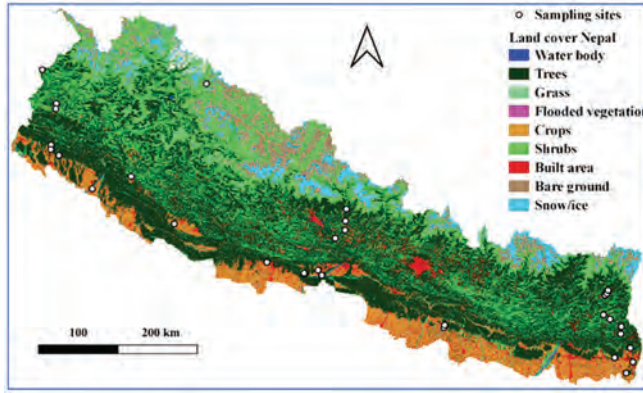 Sampling sites
Land cover Nepal
Water body
Trees
Grass
Flooded vegetation
Crops
Shrubs
Built area
Bare ground
Snow/ice
100 200 km